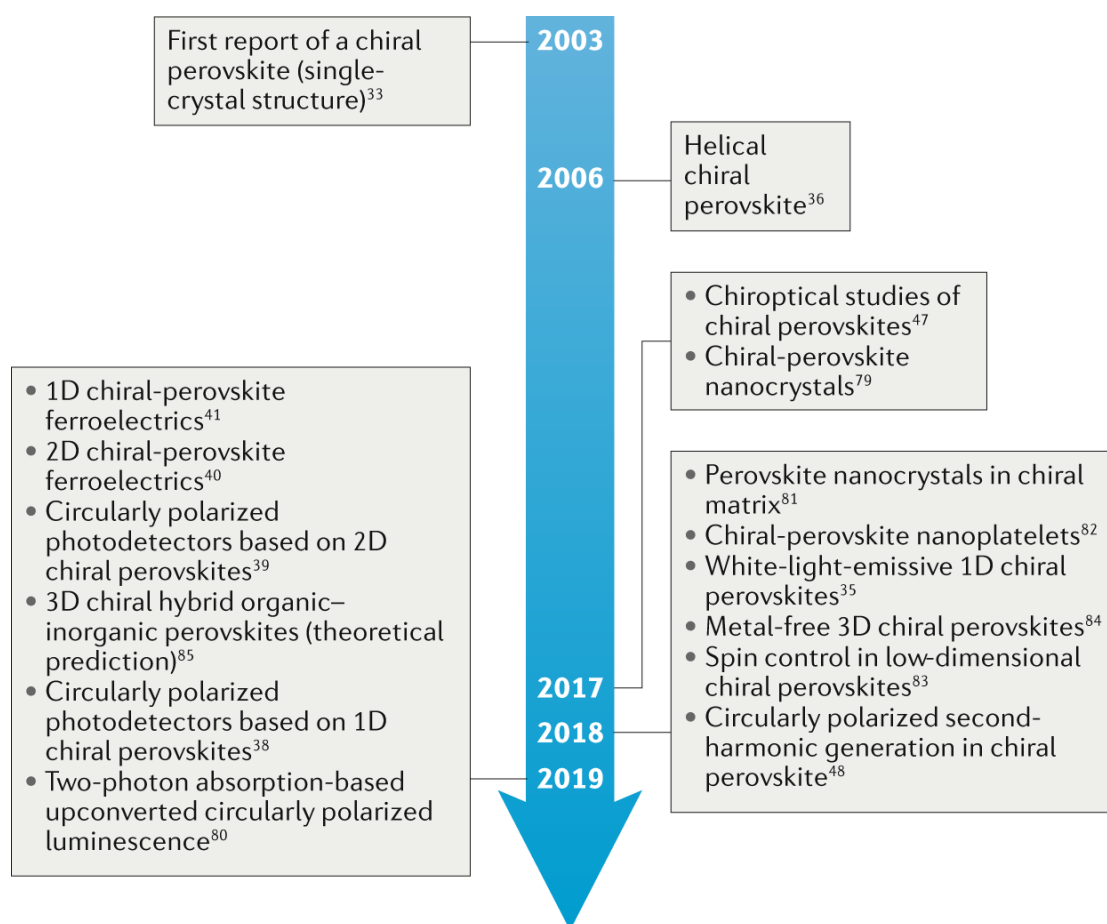 2003
First report of a chiral
perovskite (single-
crystal structure)³³
2006
Helical
chiral
perovskite³⁶
2017
• Chiroptical studies of
chiral perovskites⁴⁷
• Chiral-perovskite
nanocrystals⁷⁹
2018
• Perovskite nanocrystals in chiral
matrix⁸¹
• Chiral-perovskite nanoplatelets⁸²
• White-light-emissive 1D chiral
perovskites³⁵
• Metal-free 3D chiral perovskites⁸⁴
• Spin control in low-dimensional
chiral perovskites⁸³
• Circularly polarized second-
harmonic generation in chiral
perovskite⁴⁸
2019
• 1D chiral-perovskite
ferroelectrics⁴¹
• 2D chiral-perovskite
ferroelectrics⁴⁰
• Circularly polarized
photodetectors based on 2D
chiral perovskites³⁹
• 3D chiral hybrid organic–
inorganic perovskites (theoretical
prediction)⁸⁵
• Circularly polarized
photodetectors based on 1D
chiral perovskites³⁸
• Two-photon absorption-based
upconverted circularly polarized
luminescence⁸⁰